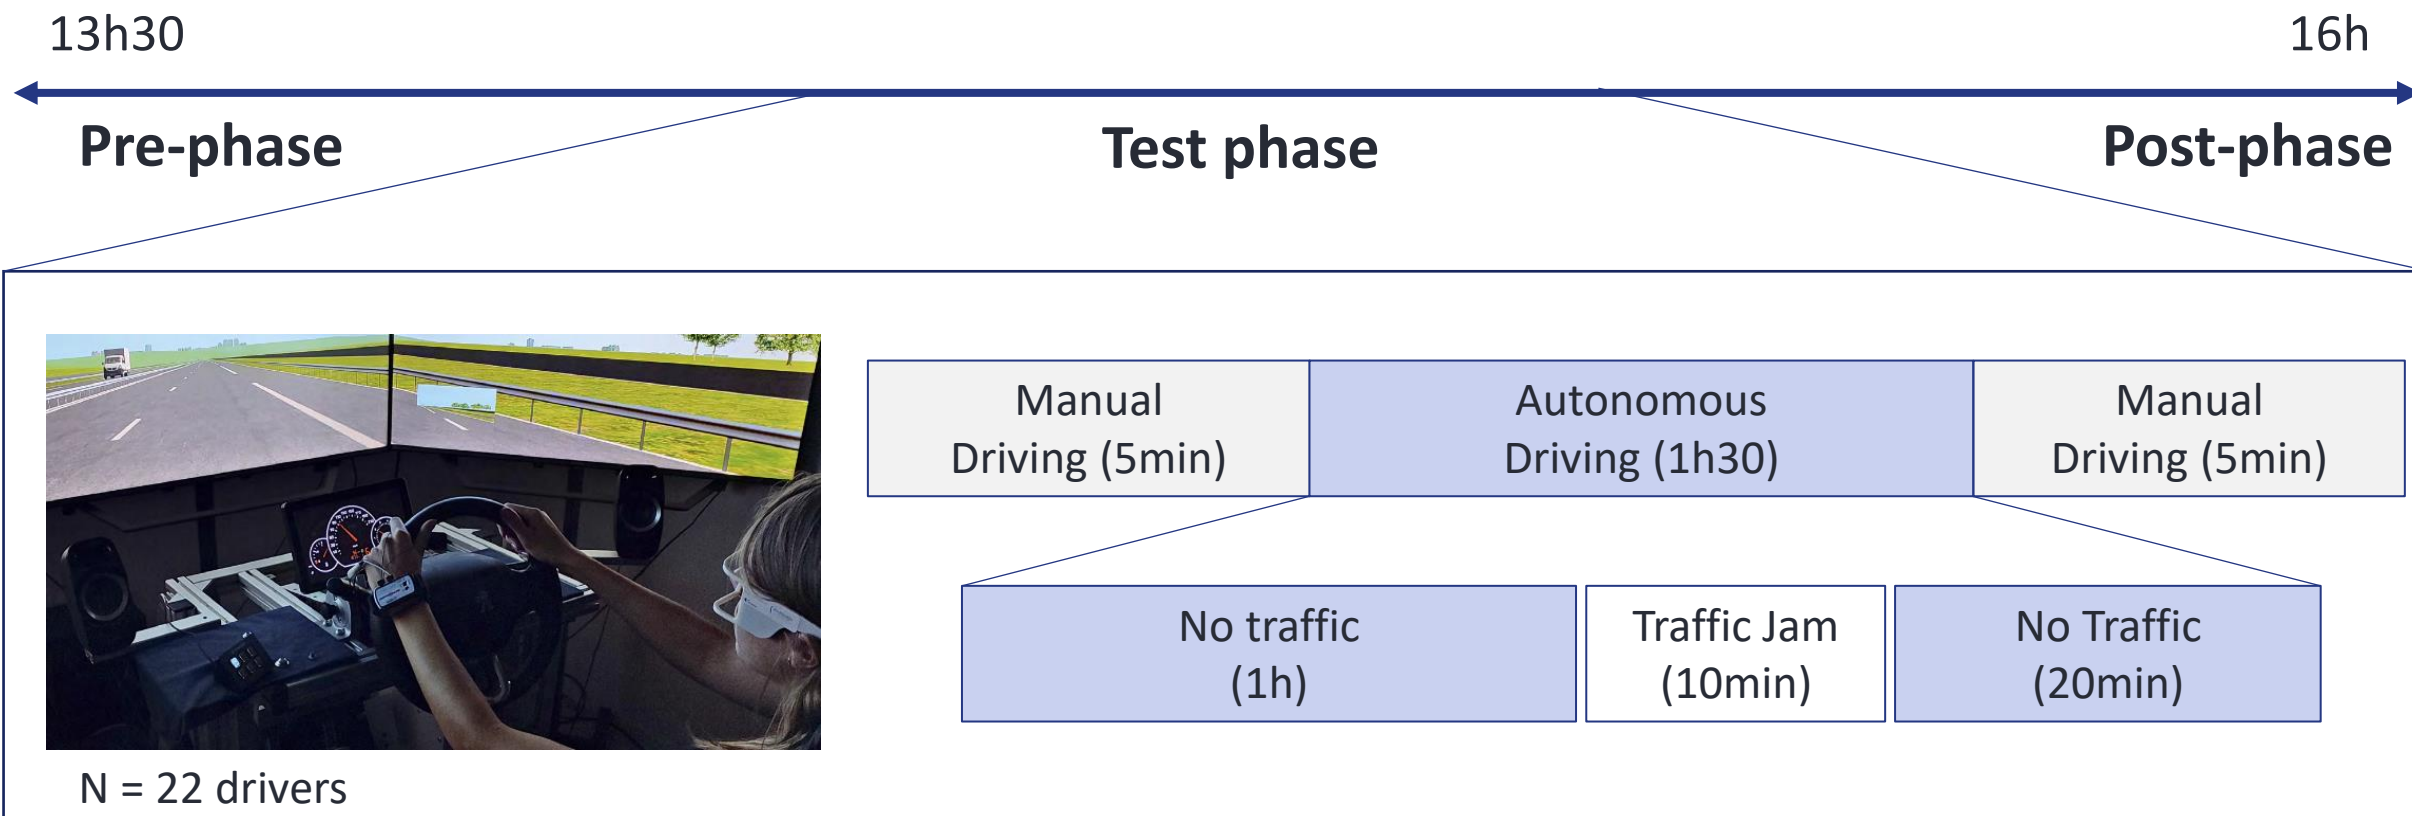 13h30
16h
Pre-phase
Test phase
Post-phase
Manual
Driving (5min)
Autonomous
Driving (1h30)
Manual
Driving (5min)
No traffic
(1h)
Traffic Jam
(10min)
No Traffic
(20min)
N = 22 drivers